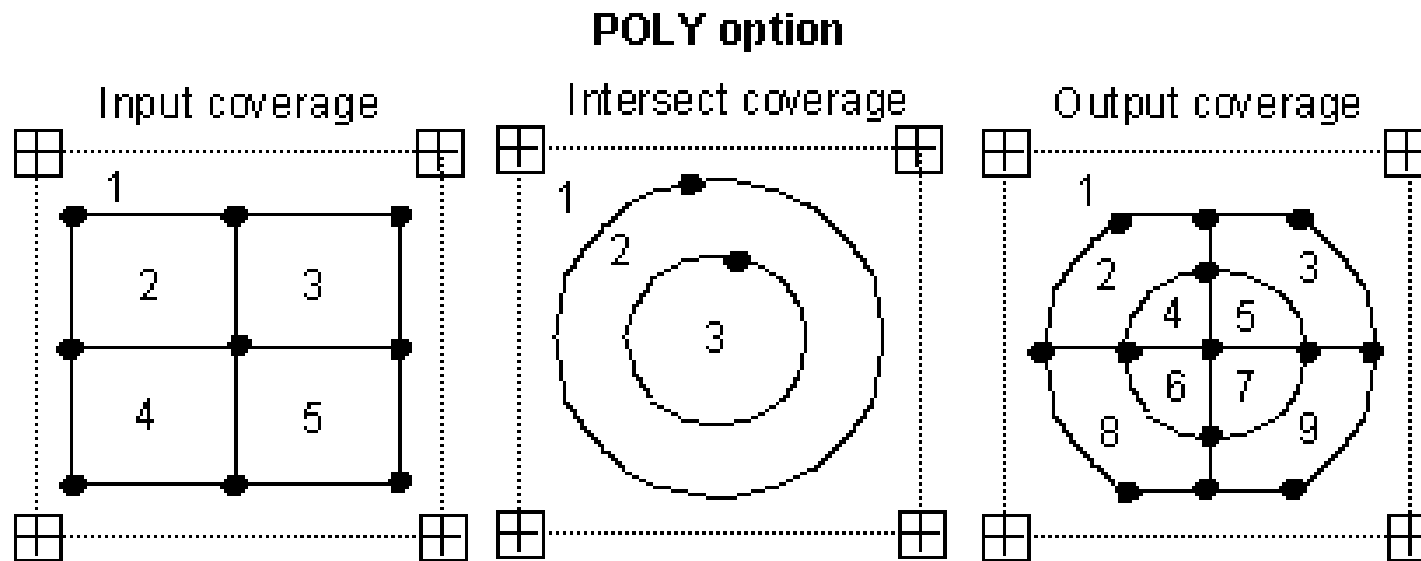 POLY option
Input coverage
1
2 3
4 5
Intersect coverage
1
2
3
Output coverage
1
2 3
4 5
6 7
8 9